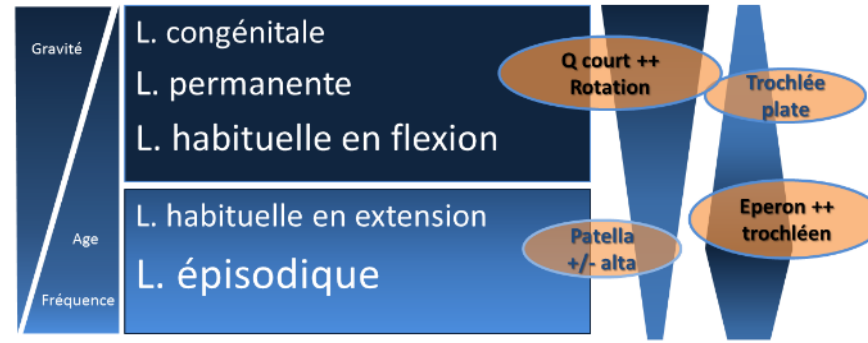 Gravité
Age
Fréquence
L. congénitale
L. permanente
L. habituelle en flexion
L. habituelle en extension
L. épisodique
Q court ++
Rotation
Trochlée
plate
Patella
+/- alta
Eperon ++
trochléen